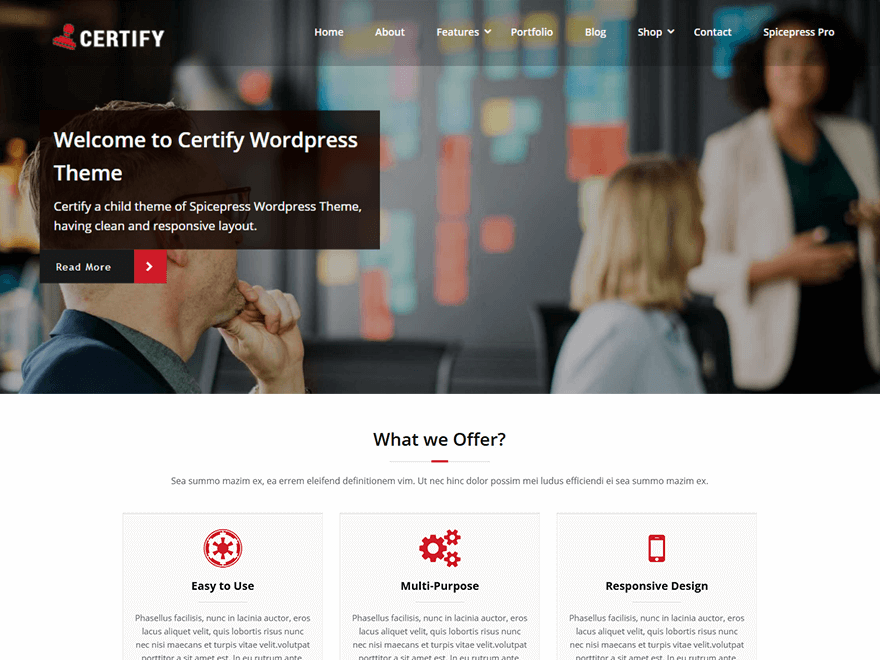 CERTIFY
Home About Features Portfolio Blog Shop Contact Spicepress Pro
Welcome to Certify Wordpress
Theme
Certify a child theme of Spicepress Wordpress Theme,
having clean and responsive layout.
Read More
What we Offer?
Sea summo mazim ex, ea errem eleifend definitionem vim. Ut nec hinc dolor possim mei ludus efficiendi ei sea summo mazim ex.
Easy to Use
Phasellus facilisis, nunc in lacinia auctor, eros
lacus aliquet velit, quis lobortis risus nunc
nec nisi maecans et turpis vitae velit.volutpat
porttitor a sit amet est. In eu rutrum ante.
Multi-Purpose
Phasellus facilisis, nunc in lacinia auctor, eros
lacus aliquet velit, quis lobortis risus nunc
nec nisi maecans et turpis vitae velit.volutpat
porttitor a sit amet est. In eu rutrum ante.
Responsive Design
Phasellus facilisis, nunc in lacinia auctor, eros
lacus aliquet velit, quis lobortis risus nunc
nec nisi maecans et turpis vitae velit.volutpat
porttitor a sit amet est. In eu rutrum ante.